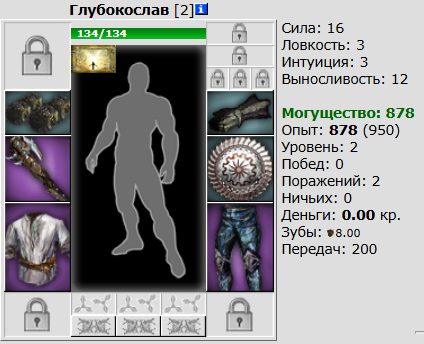 Глубокослав [2]
134/134
Сила: 16
Ловкость: 3
Интуиция: 3
Выносливость: 12
Могущество: 878
Опыт: 878 (950)
Уровень: 2
Побед: 0
Поражений: 2
Ничьих: 0
Деньги: 0.00 кр.
Зубы: 8.00
Передач: 200